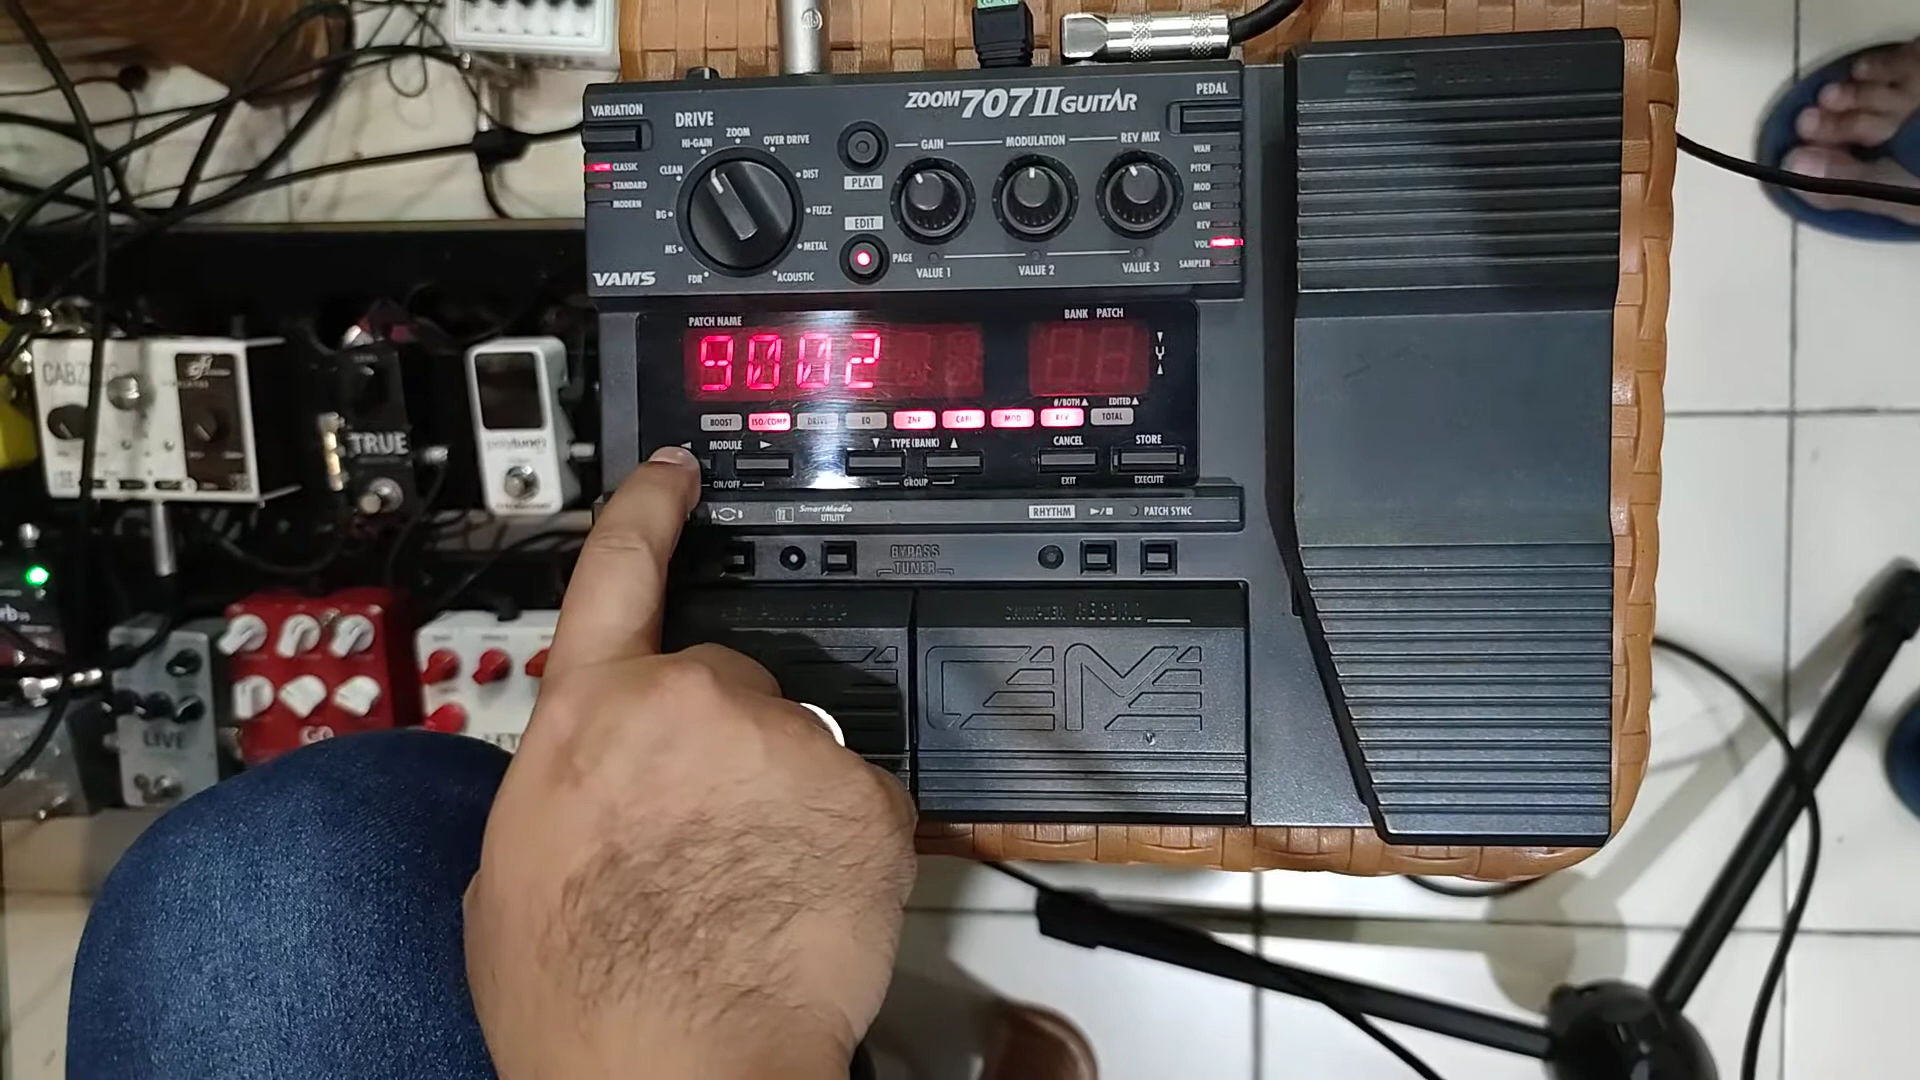 ZOOM 707II GUITAR
PEDAL
VARIATION
DRIVE
ZOOM
HI-GAIN
OVER DRIVE
CLEAN
DIST
BG
FUZZ
MS
METAL
FDR
ACOUSTIC
CLASSIC
STANDARD
MODERN
VAMS
PLAY
EDIT
PAGE
GAIN
MODULATION
REV MIX
VALUE 1
VALUE 2
VALUE 3
WAH
PITCH
MOD
GAIN
REV
VOL
SAMPLER
PATCH NAME
BANK PATCH
9002
#/BOTH▲
EDITED▲
BOOST
ISO/COMP
DRIVE
EQ
ZNR
CABI
MOD
REV
TOTAL
◄ MODULE ►
▼ TYPE (BANK) ▲
CANCEL
STORE
ON/OFF
GROUP
EXIT
EXECUTE
A B
SmartMedia
UTILITY
RHYTHM
PATCH SYNC
BYPASS
TUNER
SAMPLER RECORD
TRUE
LIVE